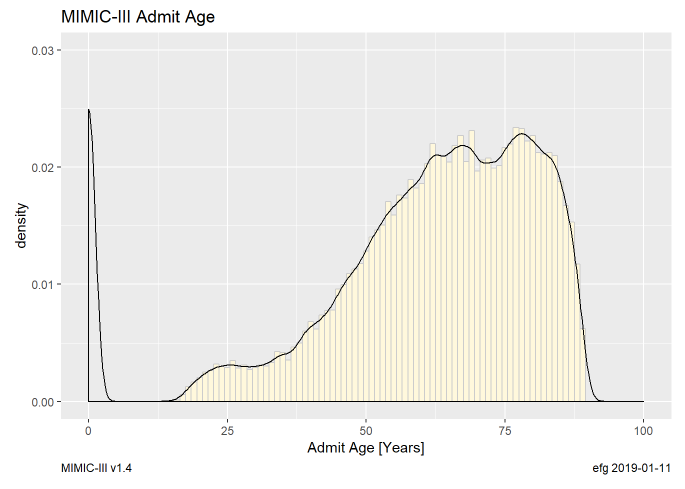 MIMIC-III Admit Age
0.03
0.02
density
0.01
0.00
0 25 50 75 100
Admit Age [Years]
MIMIC-III v1.4 efg 2019-01-11